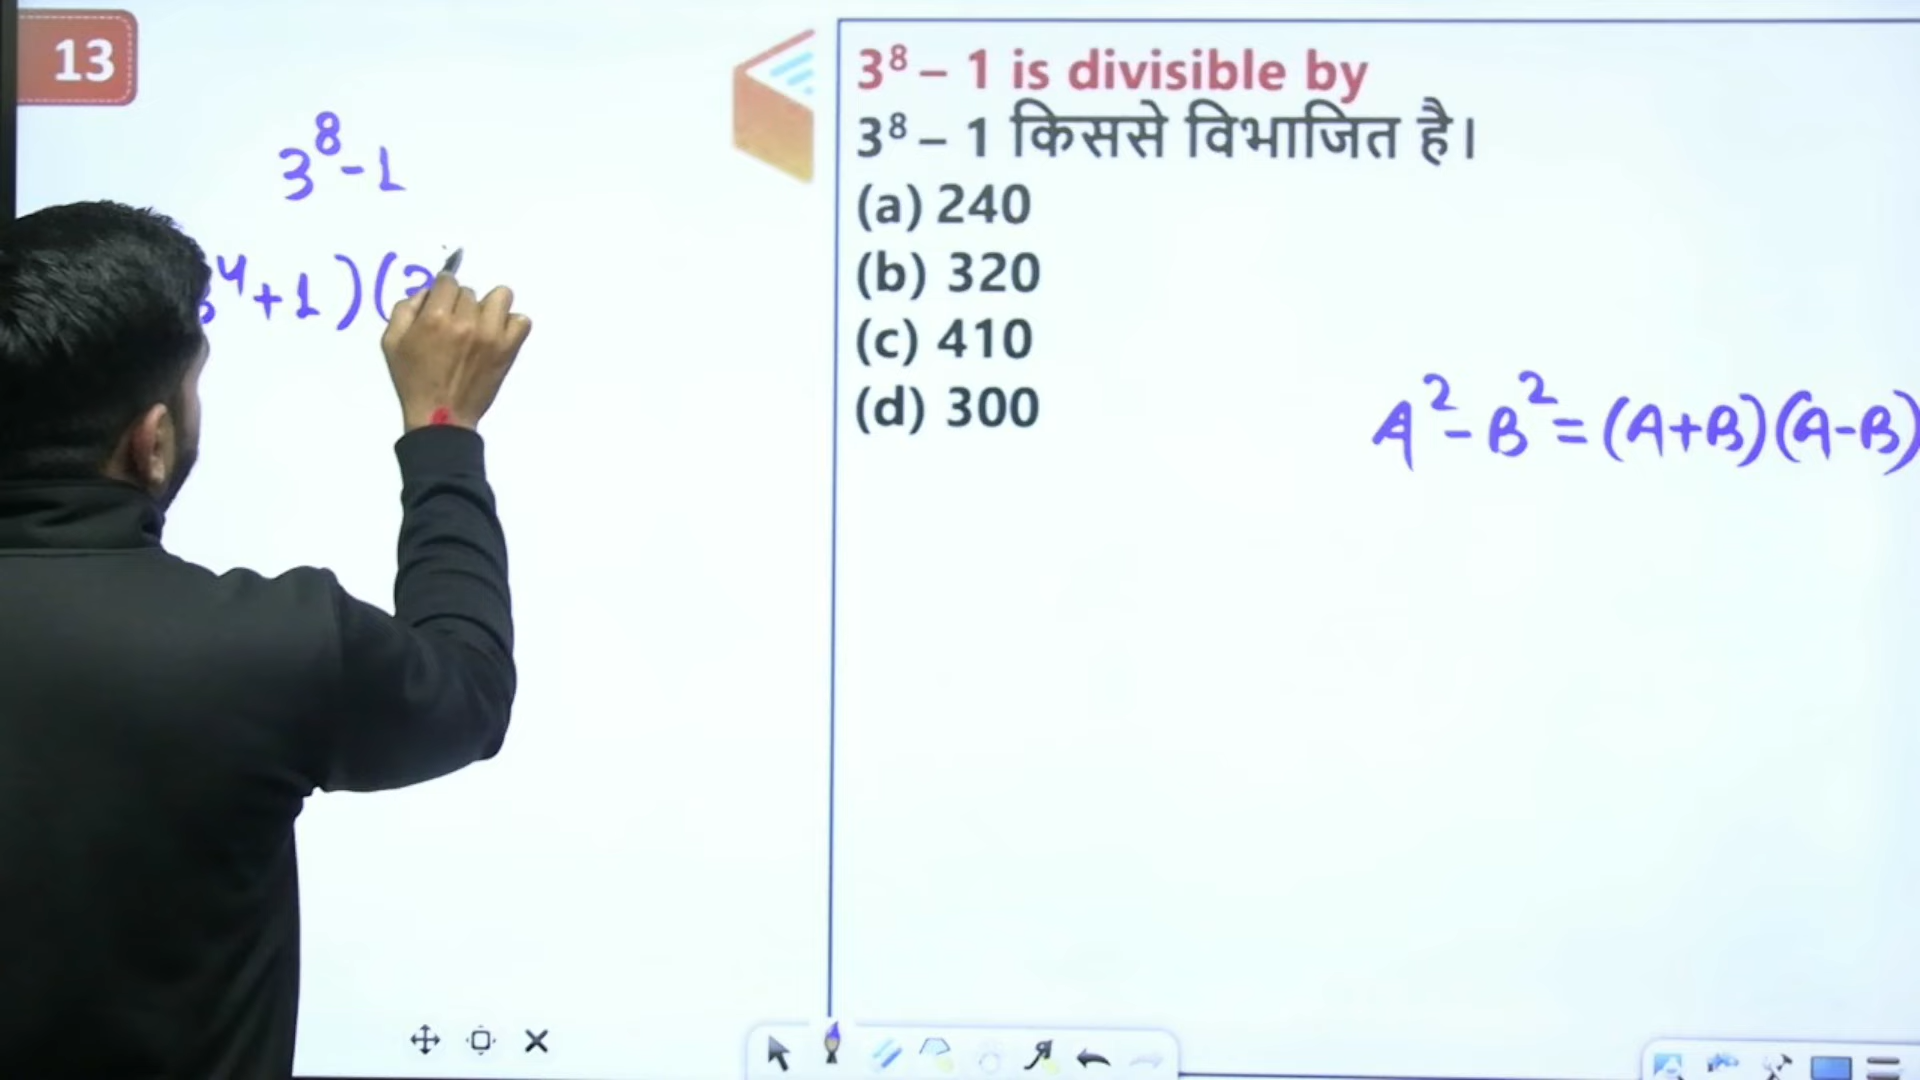 13
3⁸-1
⁴+1)(3
3⁸ – 1 is divisible by
3⁸ – 1 किससे विभाजित है।
(a) 240
(b) 320
(c) 410
(d) 300
A²-B²=(A+B)(A-B)